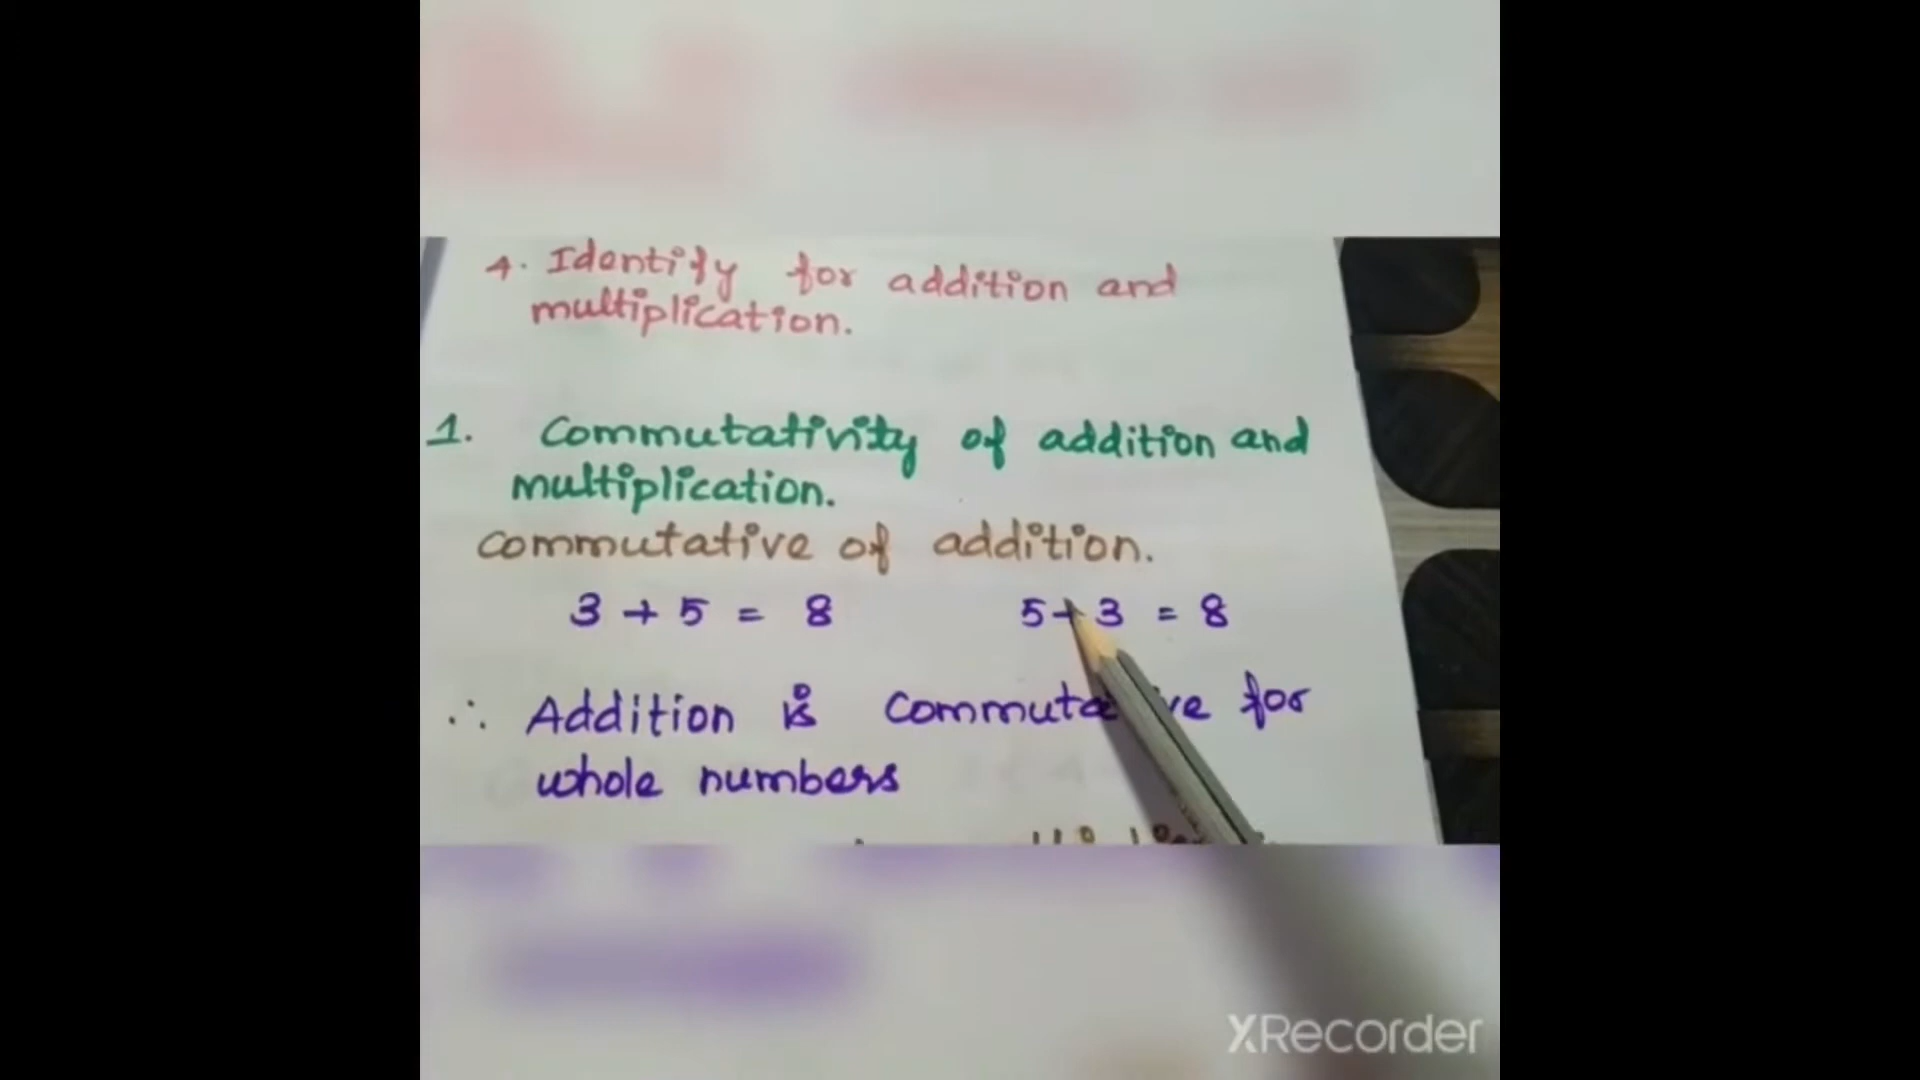 4. Identify for addition and
multiplication.
1. Commutativity of addition and
multiplication.
commutative of addition.
3 + 5 = 8 5+3 = 8
∴ Addition is commutative for
whole numbers
XRecorder